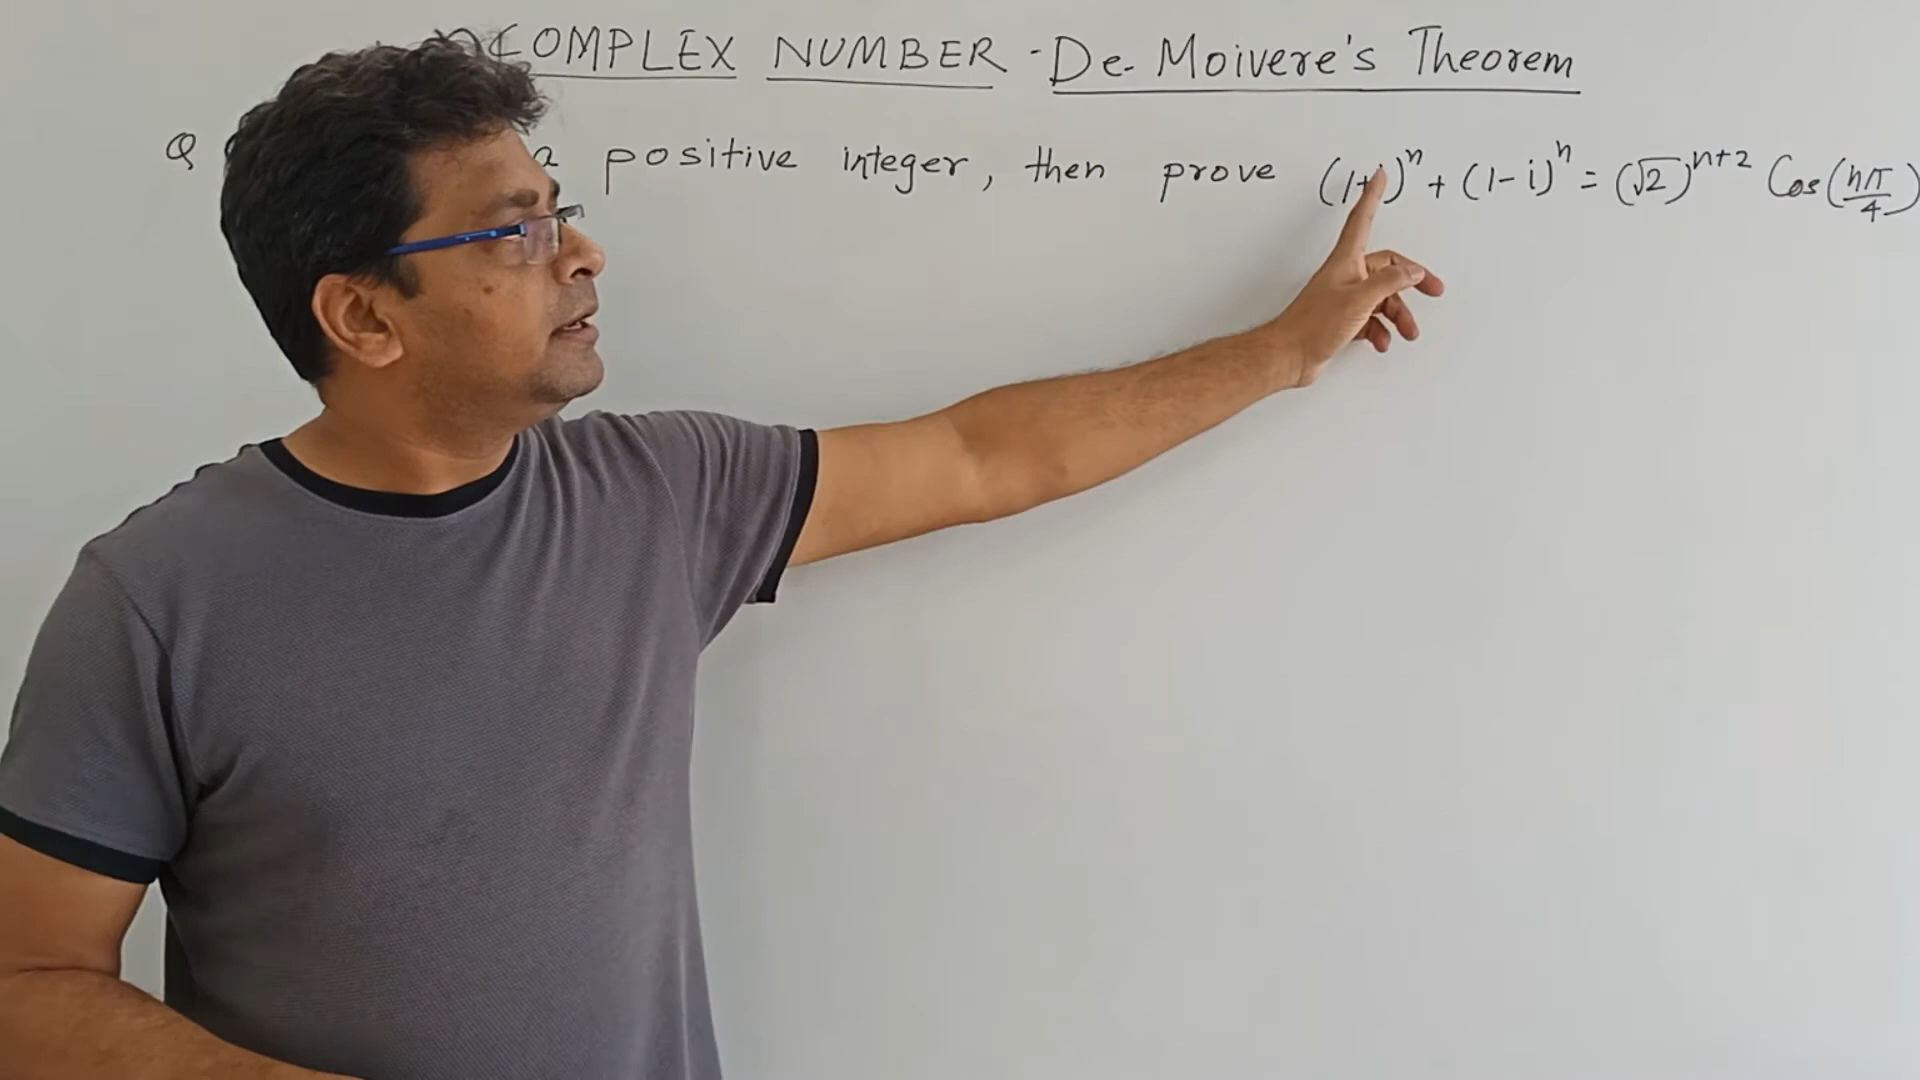 COMPLEX NUMBER - De Moivere's Theorem
Q a positive integer, then prove (1+i)^n + (1-i)^n = (√2)^{n+2} Cos(nπ/4)